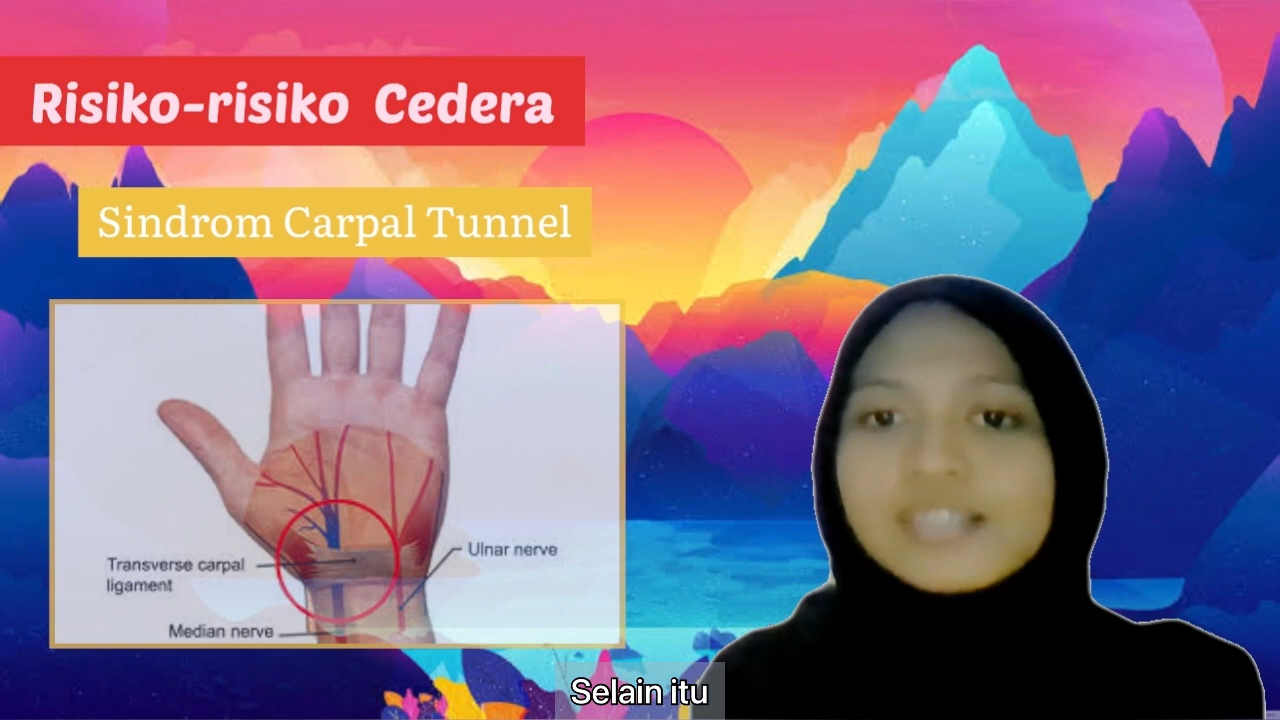 Risiko-risiko Cedera
Sindrom Carpal Tunnel
Transverse carpal
ligament
Ulnar nerve
Median nerve
Selain itu